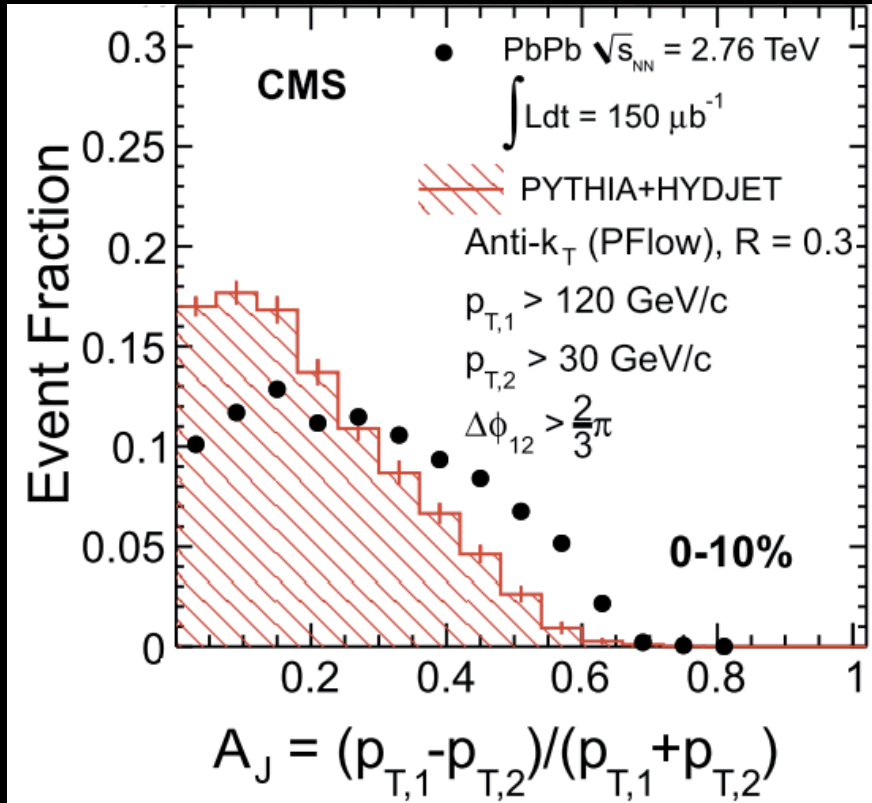 0.3
0.25
0.2
0.15
0.1
0.05
0
Event Fraction
CMS
PbPb √s_NN = 2.76 TeV
∫Ldt = 150 μb⁻¹
PYTHIA+HYDJET
Anti-k_T (PFlow), R = 0.3
p_T,1 > 120 GeV/c
p_T,2 > 30 GeV/c
Δϕ_12 > 2/3 π
0-10%
0.2 0.4 0.6 0.8 1
A_J = (p_T,1-p_T,2)/(p_T,1+p_T,2)